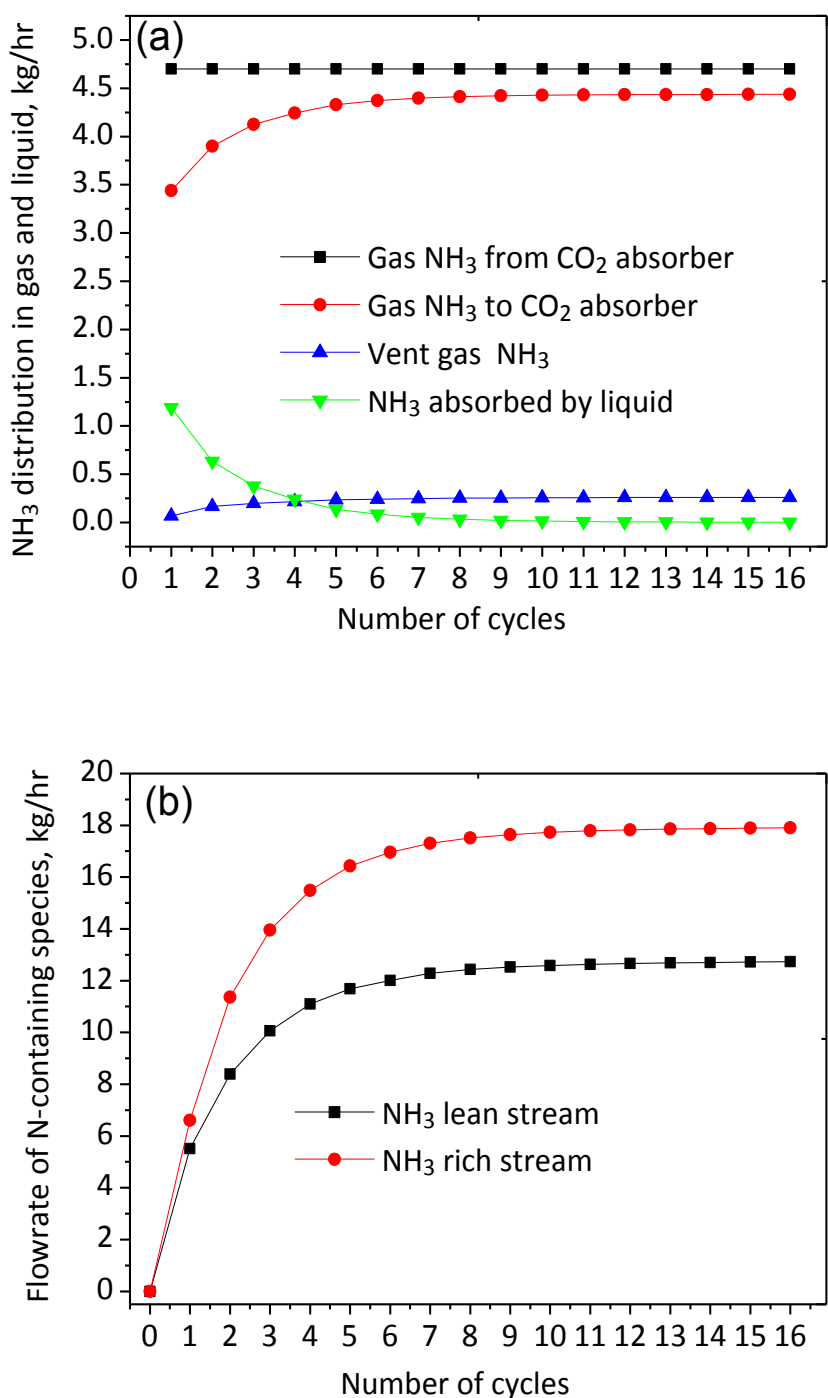 (a)
NH₃ distribution in gas and liquid, kg/hr
5.0
4.5
4.0
3.5
3.0
2.5
2.0
1.5
1.0
0.5
0.0
Gas NH₃ from CO₂ absorber
Gas NH₃ to CO₂ absorber
Vent gas NH₃
NH₃ absorbed by liquid
0 1 2 3 4 5 6 7 8 9 10 11 12 13 14 15 16
Number of cycles
(b)
Flowrate of N-containing species, kg/hr
20
18
16
14
12
10
8
6
4
2
0
NH₃ lean stream
NH₃ rich stream
0 1 2 3 4 5 6 7 8 9 10 11 12 13 14 15 16
Number of cycles